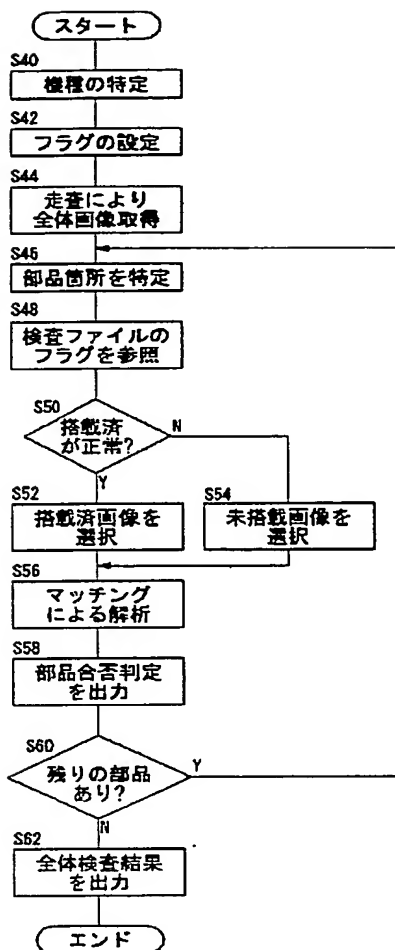 スタート
S40
機種の特定
S42
フラグの設定
S44
走査により
全体画像取得
S46
部品箇所を特定
S48
検査ファイルの
フラグを参照
S50
搭載済
が正常?
N
Y
S52
搭載済画像を
選択
S54
未搭載画像を
選択
S56
マッチング
による解析
S58
部品合否判定
を出力
S60
残りの部品
あり?
Y
N
S62
全体検査結果
を出力
エンド